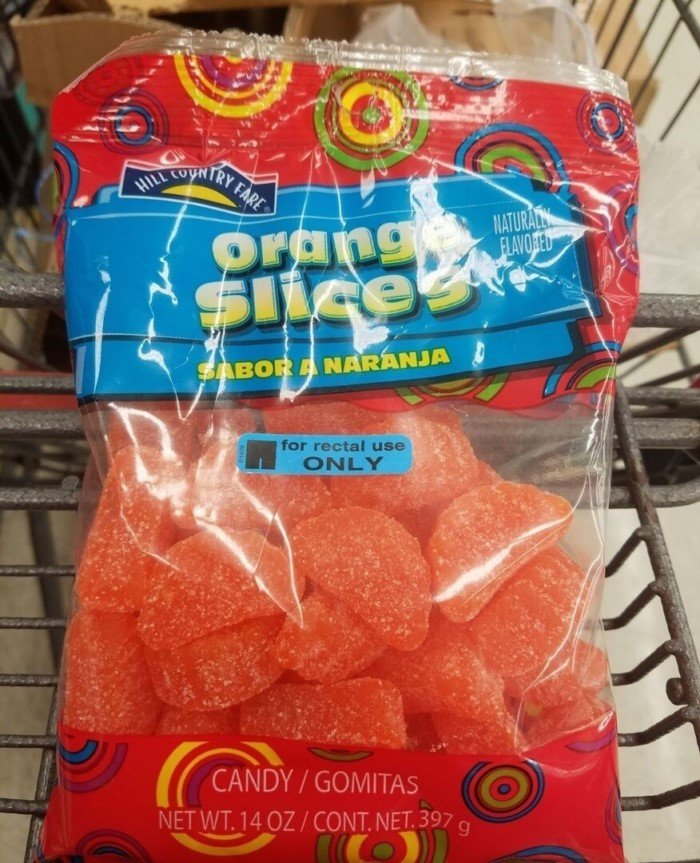 HILL COUNTRY FARE
orange
slices
NATURALLY
FLAVORED
SABOR A NARANJA
for rectal use
ONLY
CANDY / GOMITAS
NET WT. 14 OZ / CONT. NET. 397 g